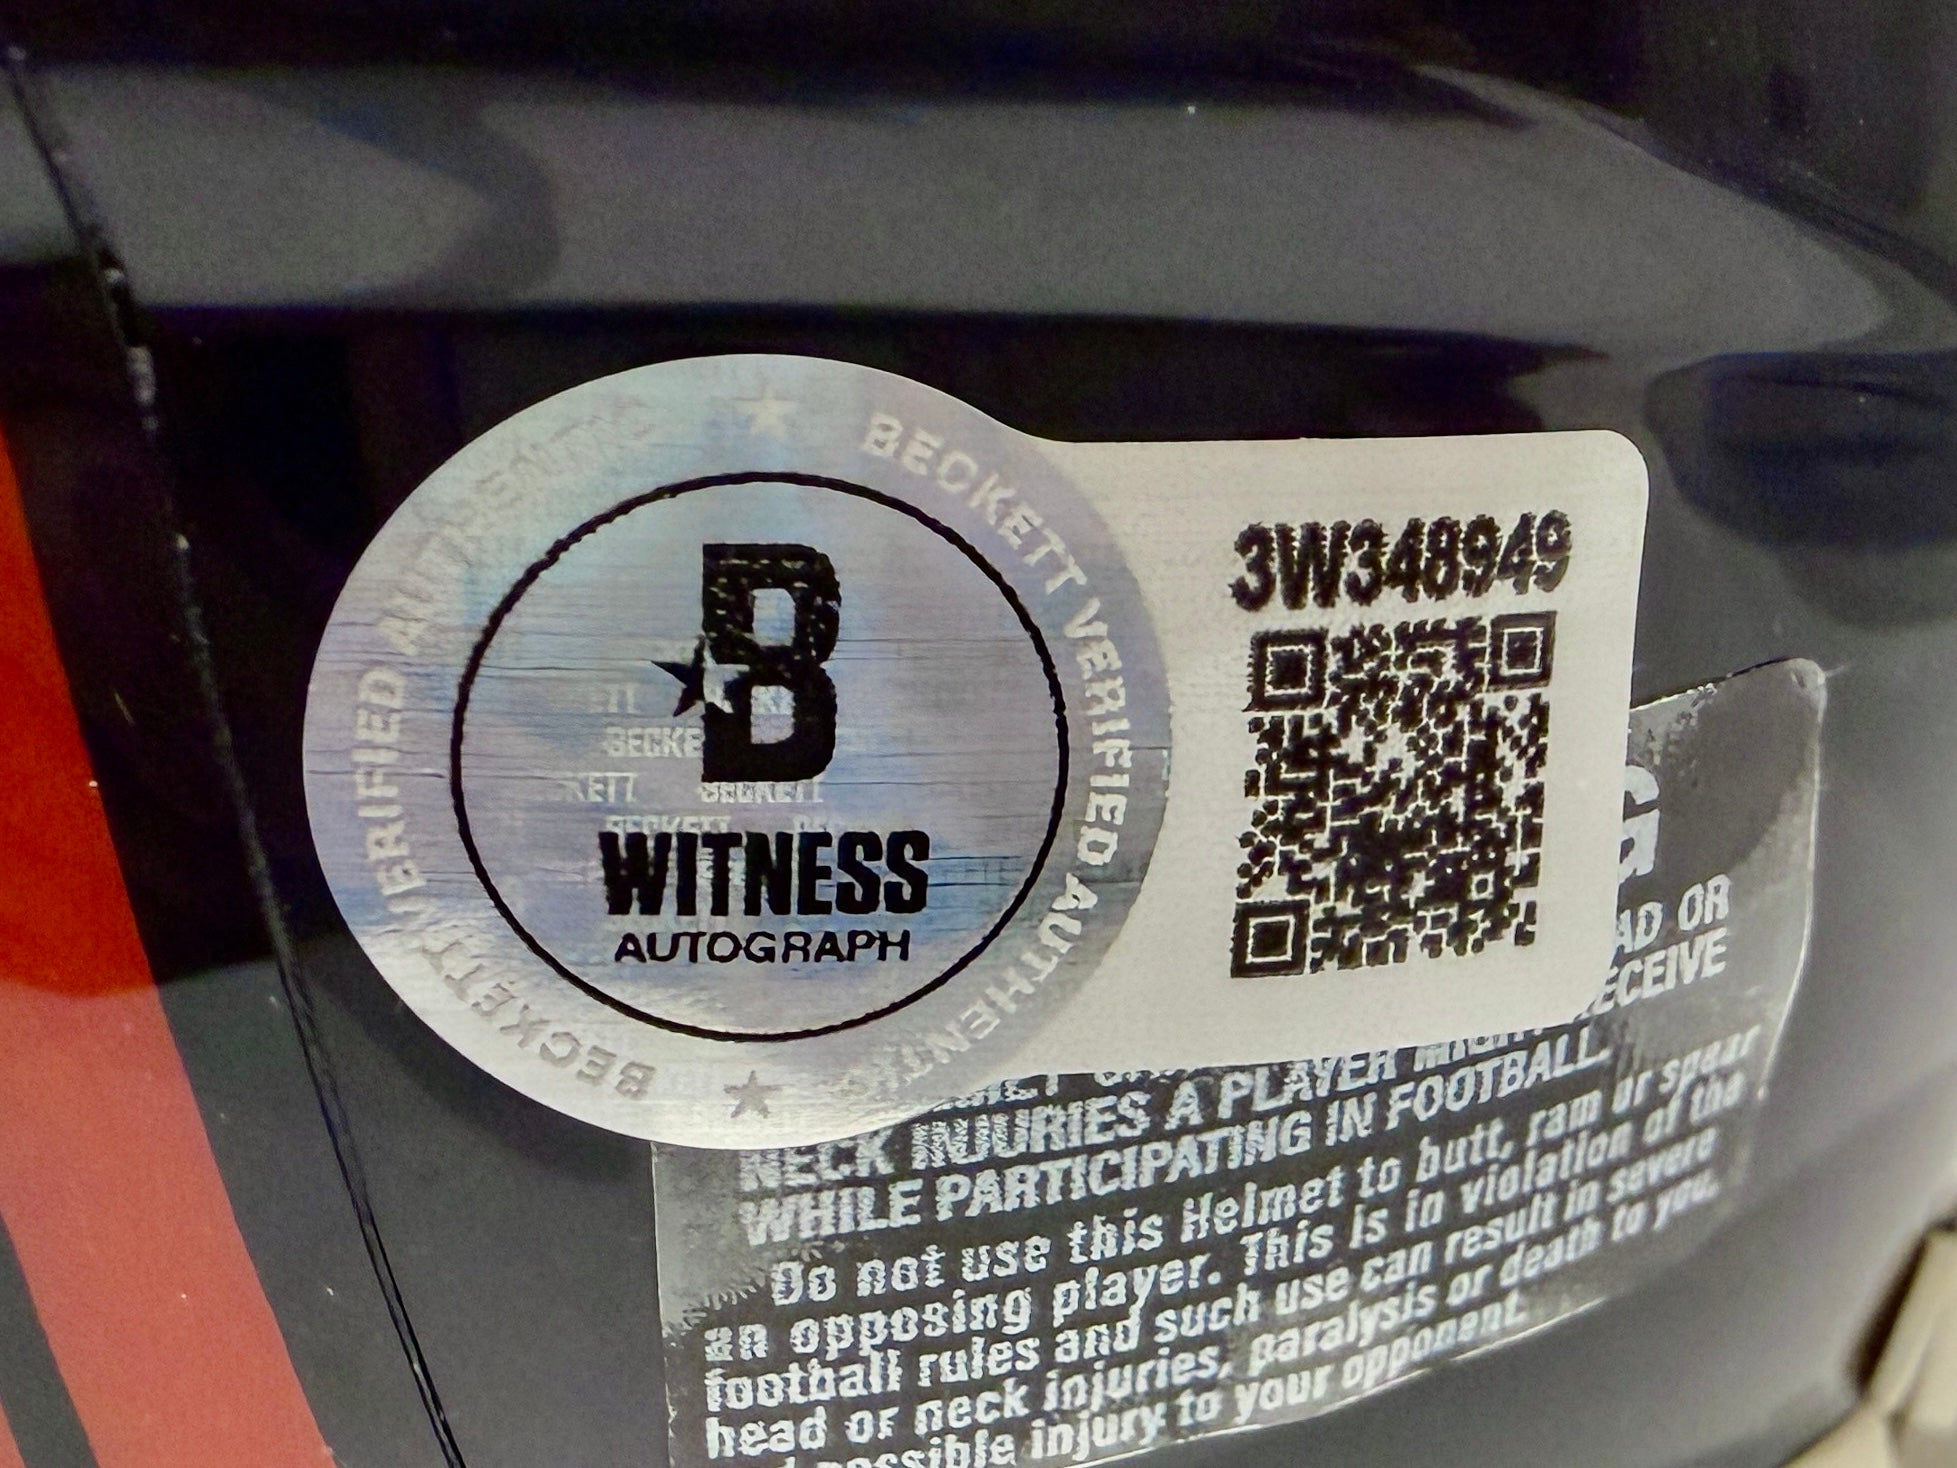 BECKETT VERIFIED AUTHENTIC
BECKETT VERIFIED AUTHENTIC
B
BECKETT
BECKETT
WITNESS
AUTOGRAPH
3W348949
G
AD OR
ECEIVE
NECK INJURIES A PLAYER MIGHT
WHILE PARTICIPATING IN FOOTBALL.
Do not use this Helmet to butt, ram or spear
an opposing player. This is in violation of the
football rules and such use can result in severe
head or neck injuries, paralysis or death to you,
possible injury to your opponent.